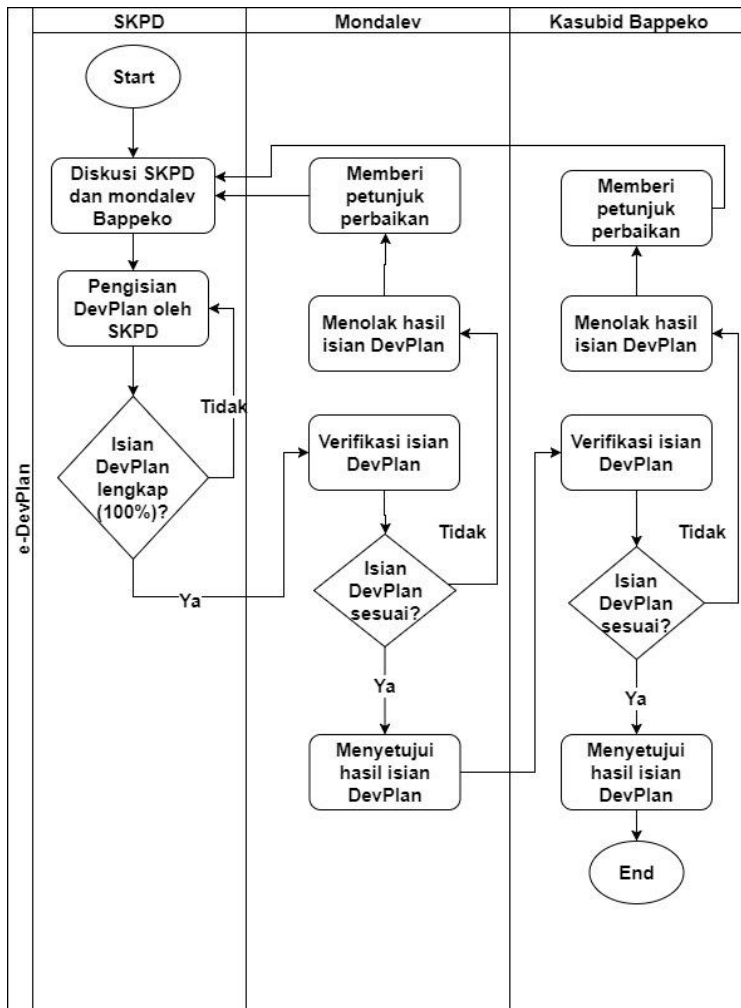 SKPD
Mondalev
Kasubid Bappeko
e-DevPlan
Start
Diskusi SKPD
dan mondalev
Bappeko
Pengisian
DevPlan oleh
SKPD
Tidak
Isian
DevPlan
lengkap
(100%)?
Ya
Memberi
petunjuk
perbaikan
Menolak hasil
isian DevPlan
Verifikasi isian
DevPlan
Tidak
Isian
DevPlan
sesuai?
Ya
Menyetujui
hasil isian
DevPlan
Memberi
petunjuk
perbaikan
Menolak hasil
isian DevPlan
Verifikasi isian
DevPlan
Tidak
Isian
DevPlan
sesuai?
Ya
Menyetujui
hasil isian
DevPlan
End